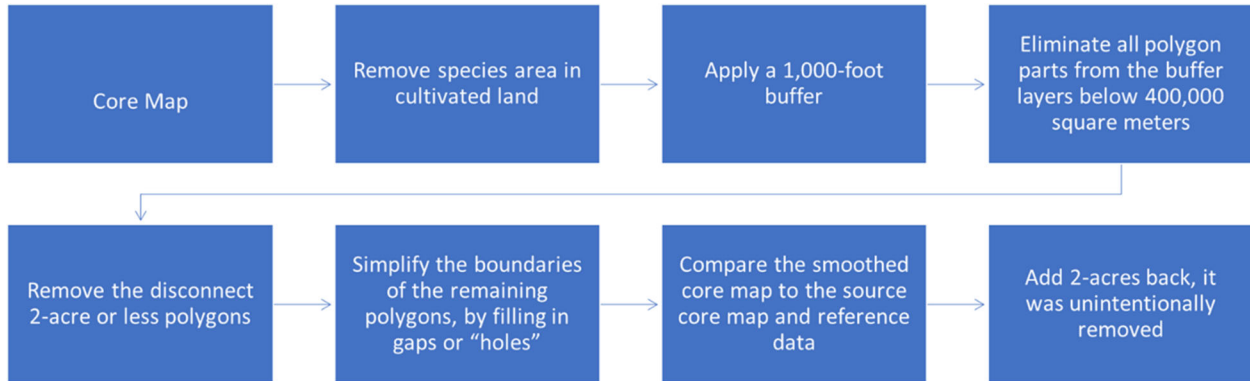 Core Map
Remove species area in
cultivated land
Apply a 1,000-foot
buffer
Eliminate all polygon
parts from the buffer
layers below 400,000
square meters
Remove the disconnect
2-acre or less polygons
Simplify the boundaries
of the remaining
polygons, by filling in
gaps or “holes”
Compare the smoothed
core map to the source
core map and reference
data
Add 2-acres back, it
was unintentionally
removed